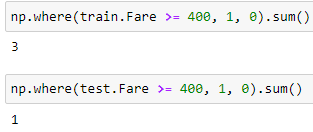 np.where(train.Fare >= 400, 1, 0).sum()
3
np.where(test.Fare >= 400, 1, 0).sum()
1